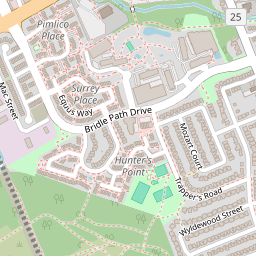 Pimlico
Place
25
Mac Street
Surrey
Place
Equus Way
Bridle Path Drive
Mozart Court
Hunter's
Point
Trapper's Road
Wyldewood Street